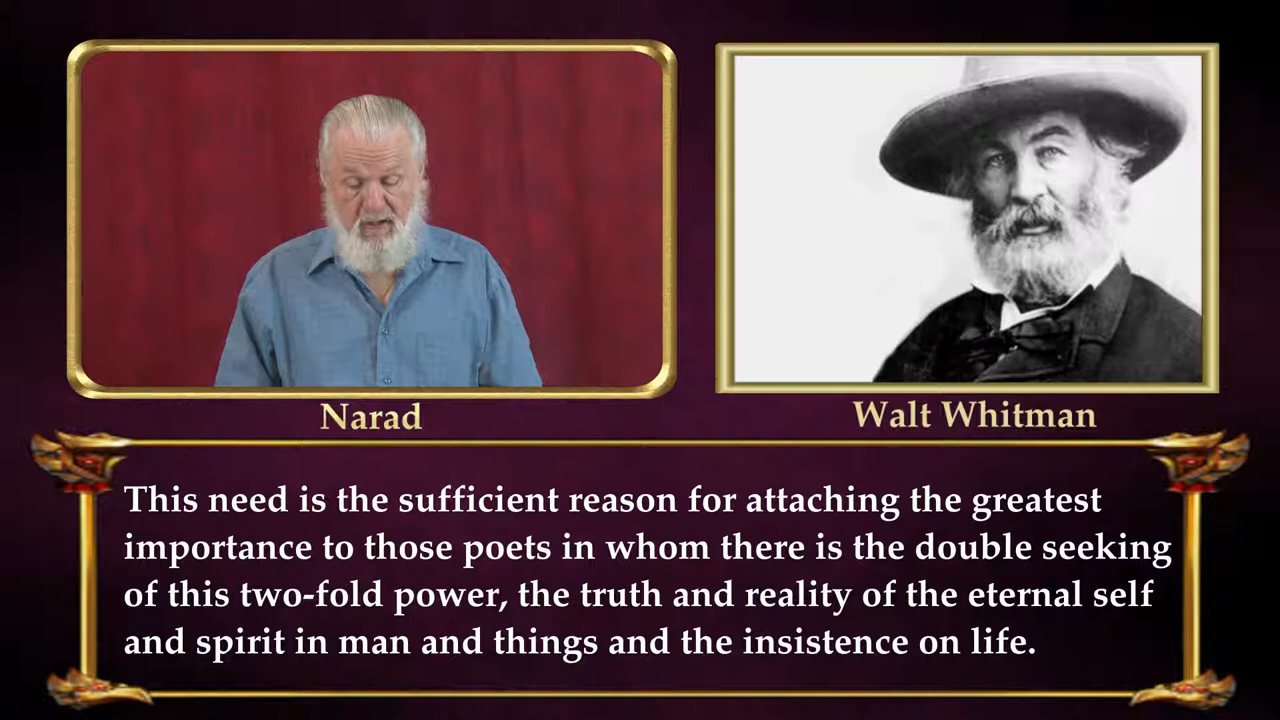 Narad
Walt Whitman
This need is the sufficient reason for attaching the greatest
importance to those poets in whom there is the double seeking
of this two-fold power, the truth and reality of the eternal self
and spirit in man and things and the insistence on life.